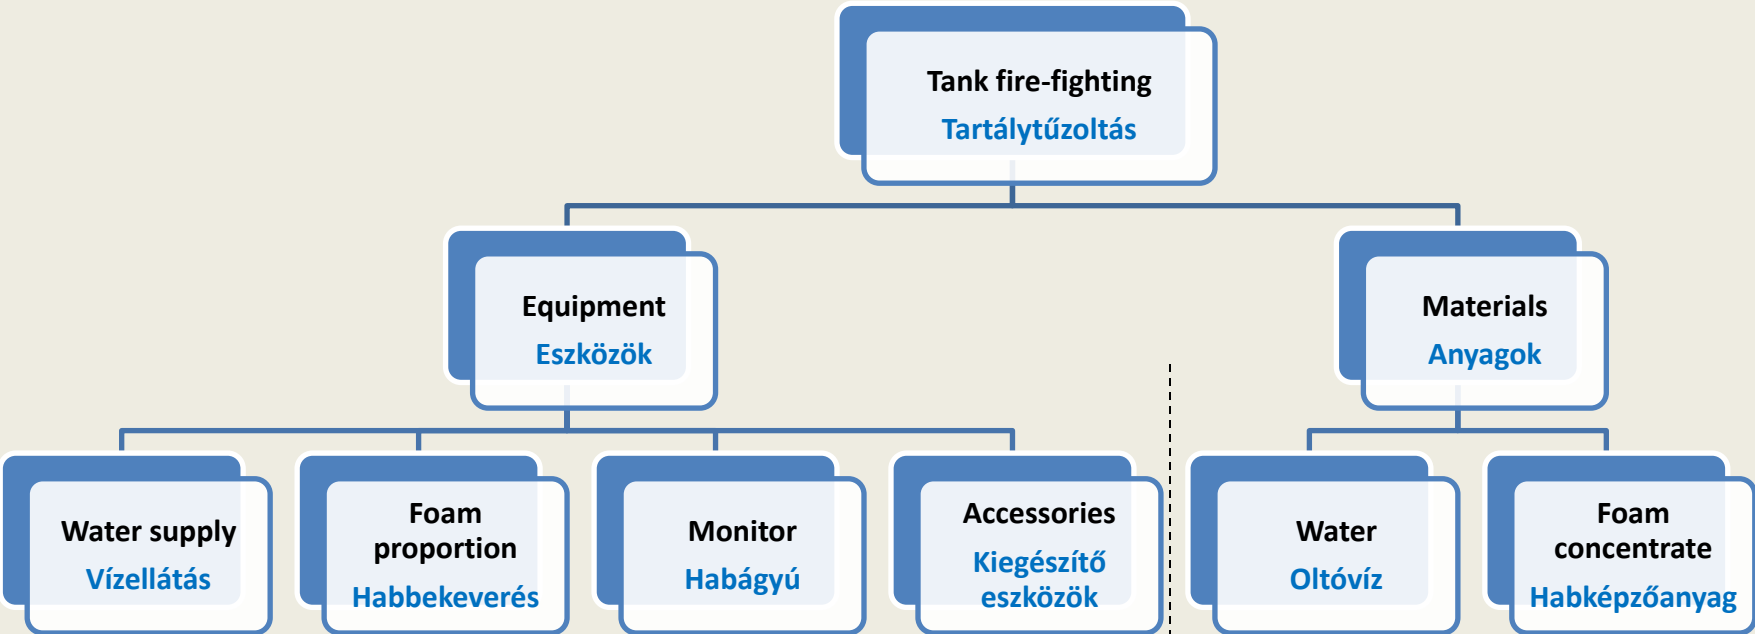 Tank fire-fighting
Tartálytűzoltás
Equipment
Eszközök
Materials
Anyagok
Water supply
Vízellátás
Foam
proportion
Habbekeverés
Monitor
Habágyú
Accessories
Kiegészítő
eszközök
Water
Oltóvíz
Foam
concentrate
Habképzőanyag